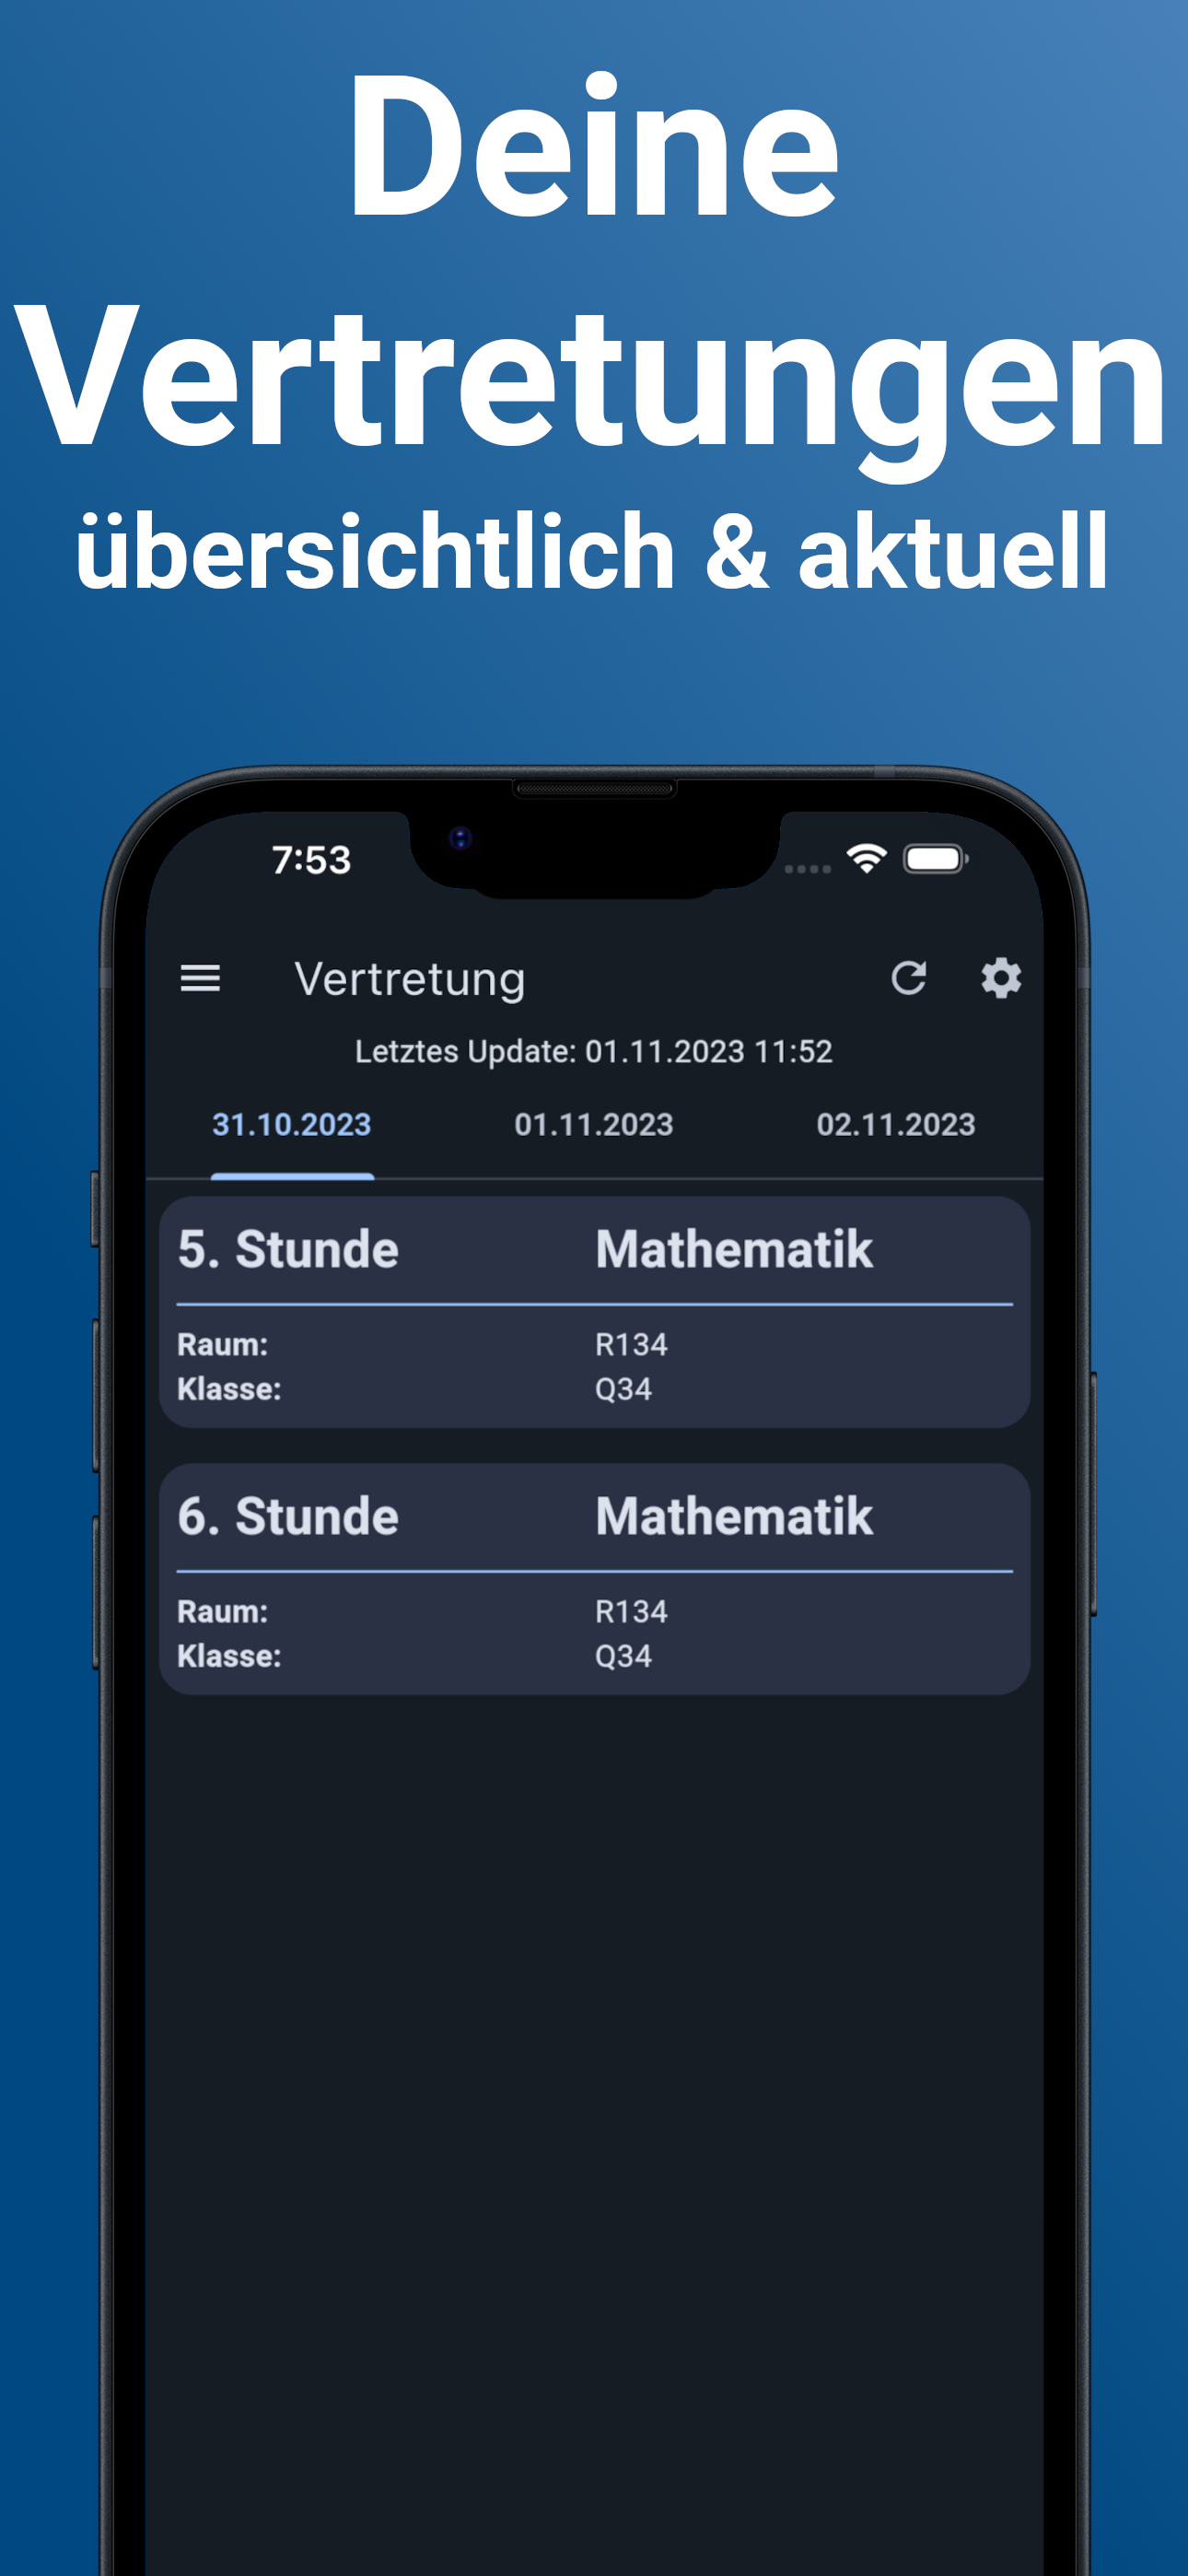 Deine
Vertretungen
übersichtlich & aktuell
7:53
Vertretung
Letztes Update: 01.11.2023 11:52
31.10.2023 01.11.2023 02.11.2023
5. Stunde Mathematik
Raum: R134
Klasse: Q34
6. Stunde Mathematik
Raum: R134
Klasse: Q34